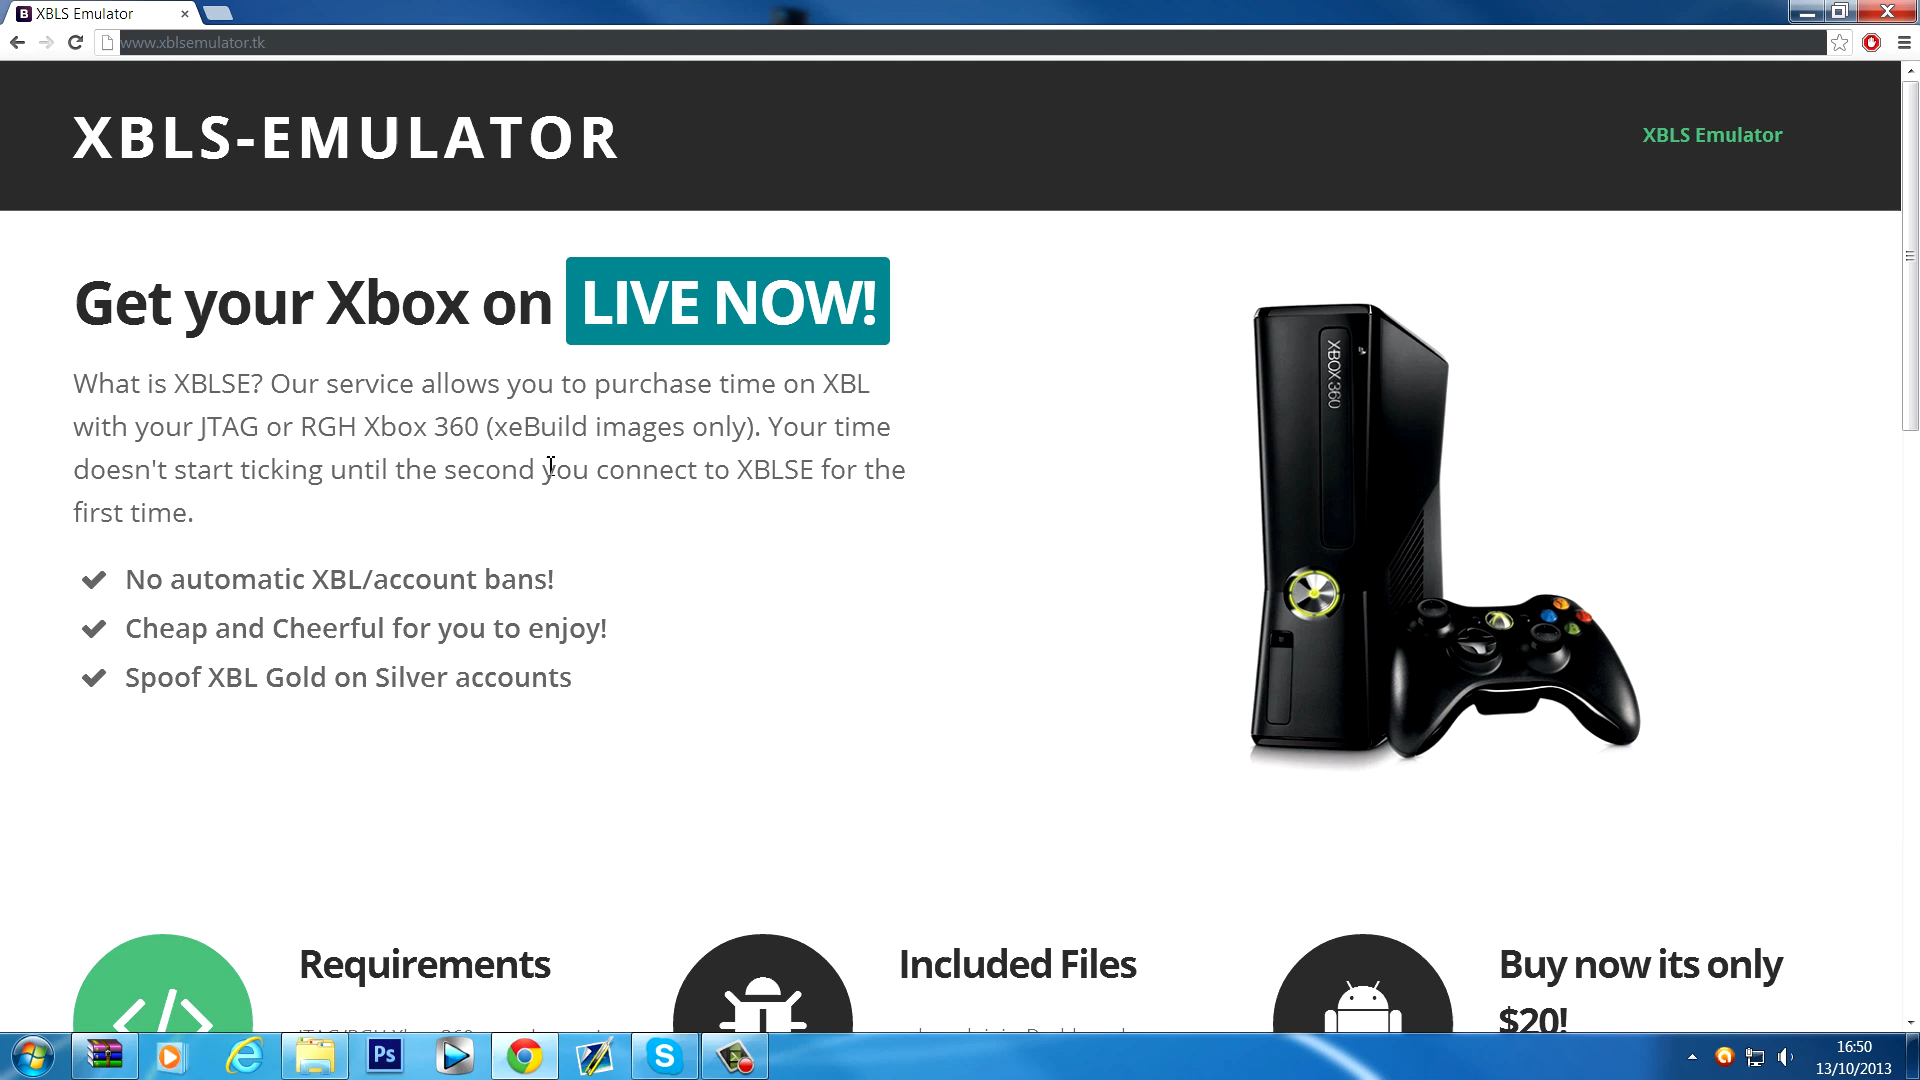 XBLS Emulator
www.xblsemulator.tk
XBLS-EMULATOR
XBLS Emulator
Get your Xbox on LIVE NOW!
What is XBLSE? Our service allows you to purchase time on XBL
with your JTAG or RGH Xbox 360 (xeBuild images only). Your time
doesn't start ticking until the second you connect to XBLSE for the
first time.
No automatic XBL/account bans!
Cheap and Cheerful for you to enjoy!
Spoof XBL Gold on Silver accounts
XBOX 360
Requirements
Included Files
Buy now its only
$20!
Ps
16:50
13/10/2013